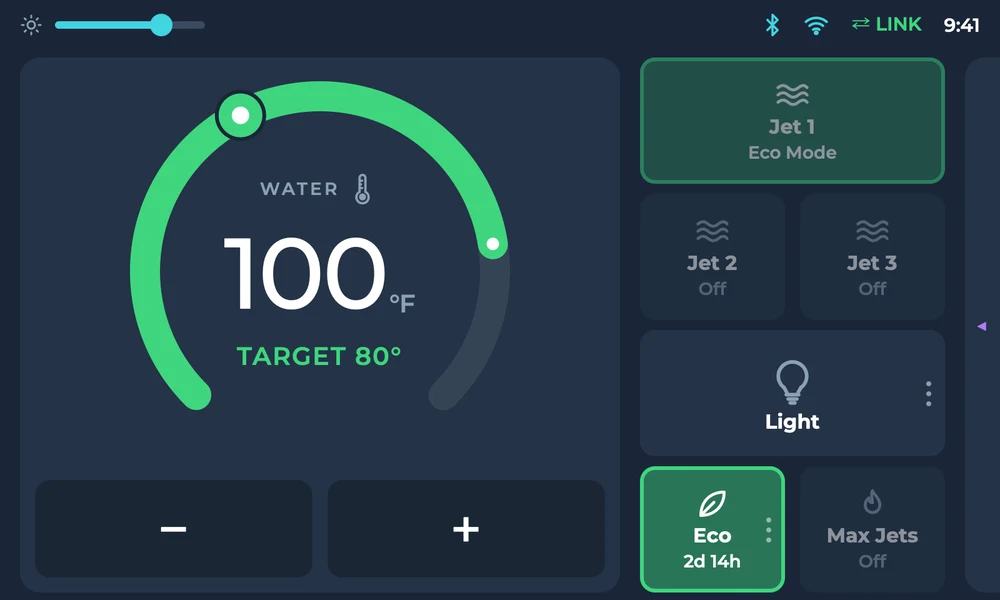 LINK 9:41
WATER
100 °F
TARGET 80°
−
+
Jet 1
Eco Mode
Jet 2
Off
Jet 3
Off
Light
Eco
2d 14h
Max Jets
Off